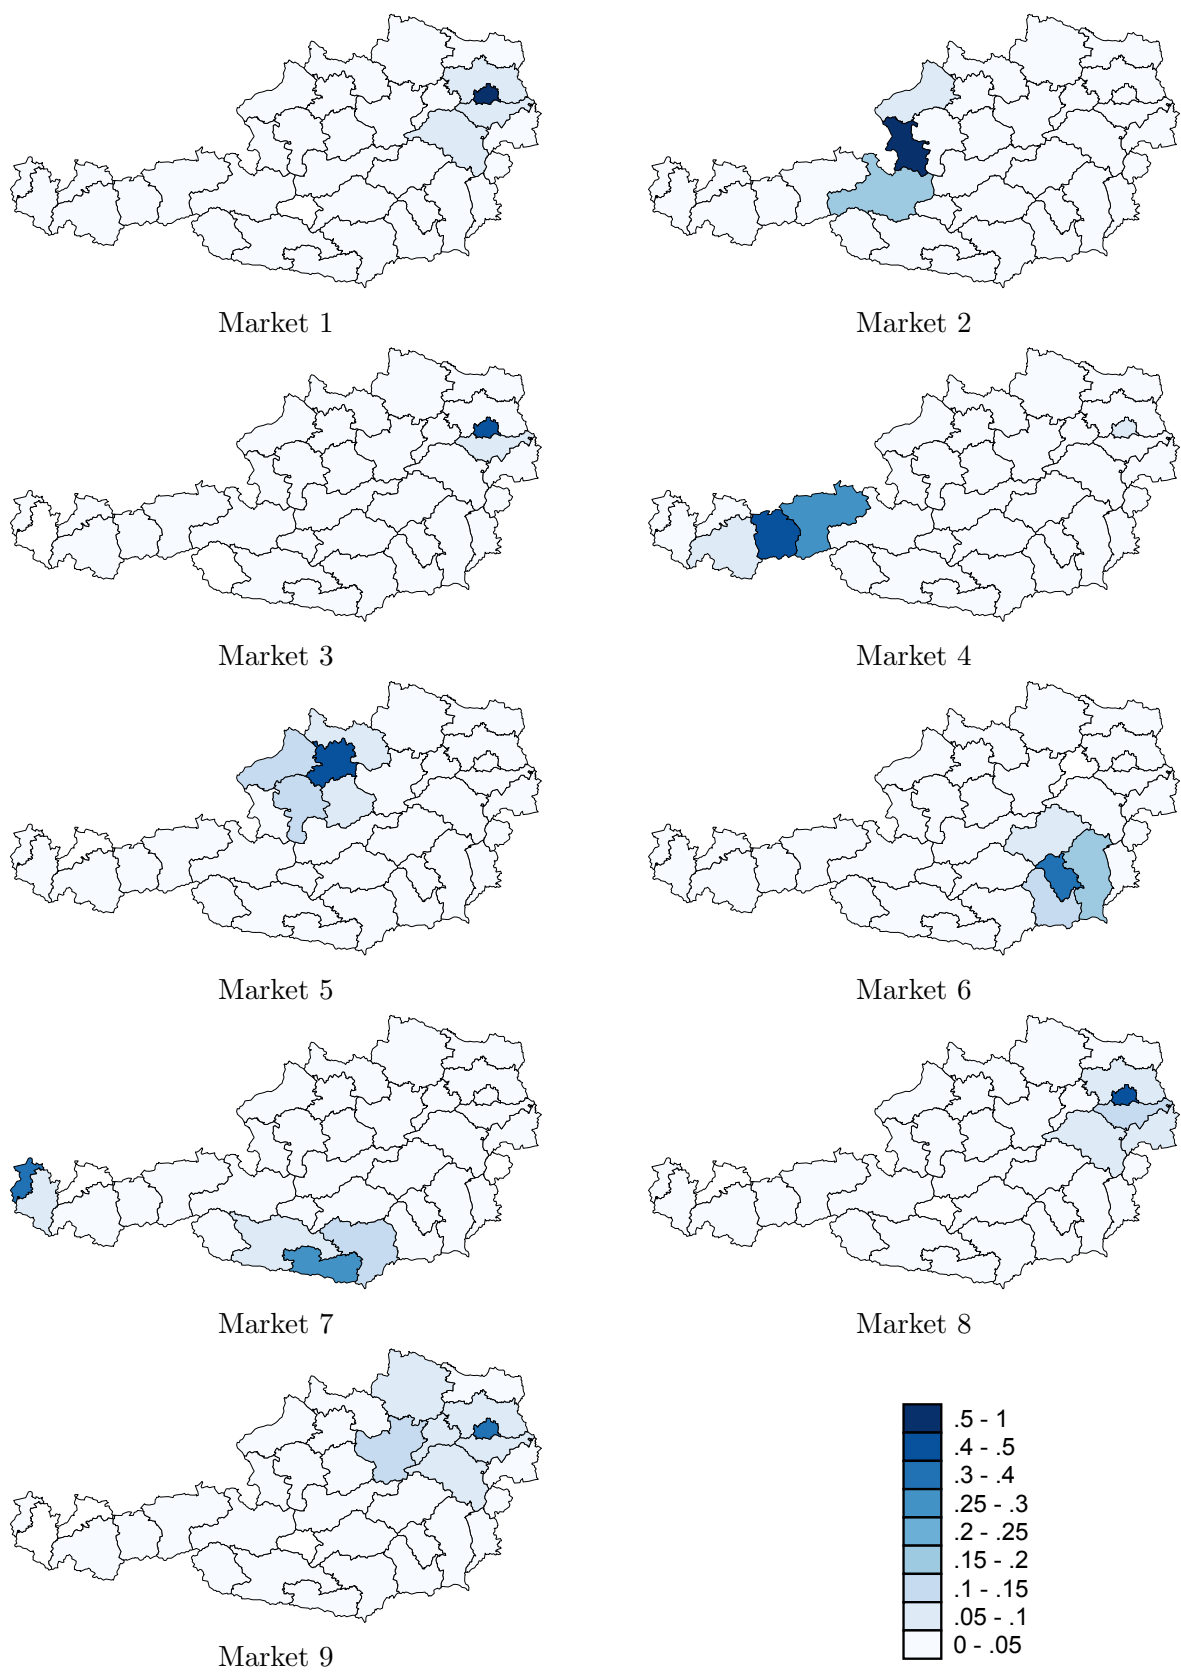 Market 1
Market 2
Market 3
Market 4
Market 5
Market 6
Market 7
Market 8
Market 9
.5 - 1
.4 - .5
.3 - .4
.25 - .3
.2 - .25
.15 - .2
.1 - .15
.05 - .1
0 - .05